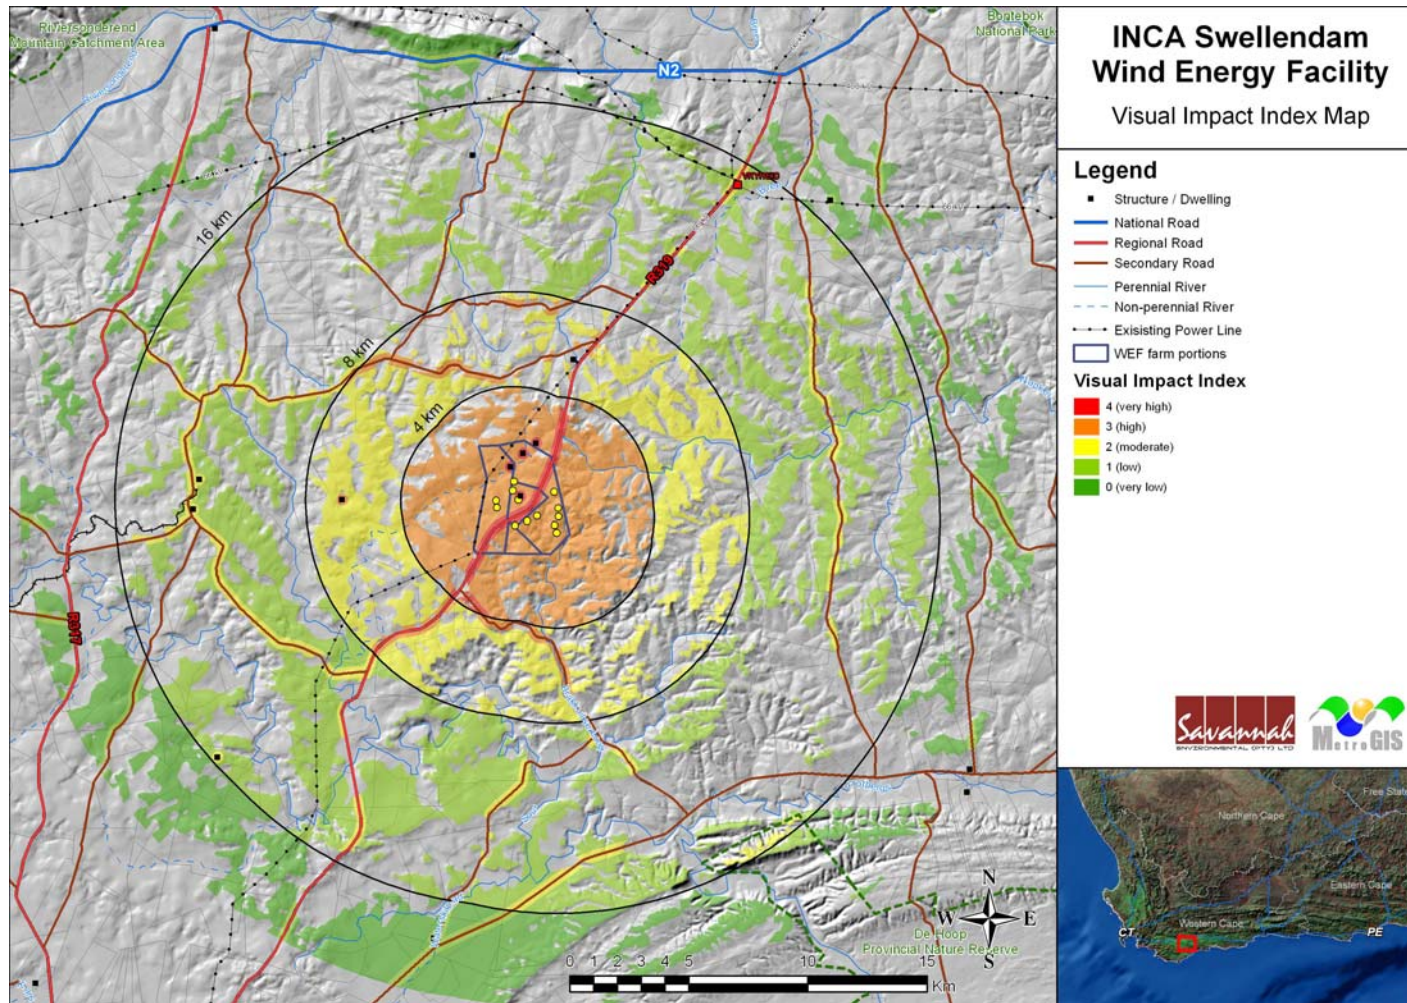 INCA Swellendam
Wind Energy Facility
Visual Impact Index Map
Legend
Structure / Dwelling
National Road
Regional Road
Secondary Road
Perennial River
Non-perennial River
Exisisting Power Line
WEF farm portions
Visual Impact Index
4 (very high)
3 (high)
2 (moderate)
1 (low)
0 (very low)
Savannah
ENVIRONMENTAL (PTY) LTD
MetroGIS
Riviersonderend
Mountain Catchment Area
Bontebok
National Park
N2
R319
16 km
8 km
4 km
R317
De Hoop
Provincial Nature Reserve
N
W
E
S
0 1 2 3 4 5 10 15
Km
Free State
Northern Cape
Eastern Cape
Western Cape
CT
PE